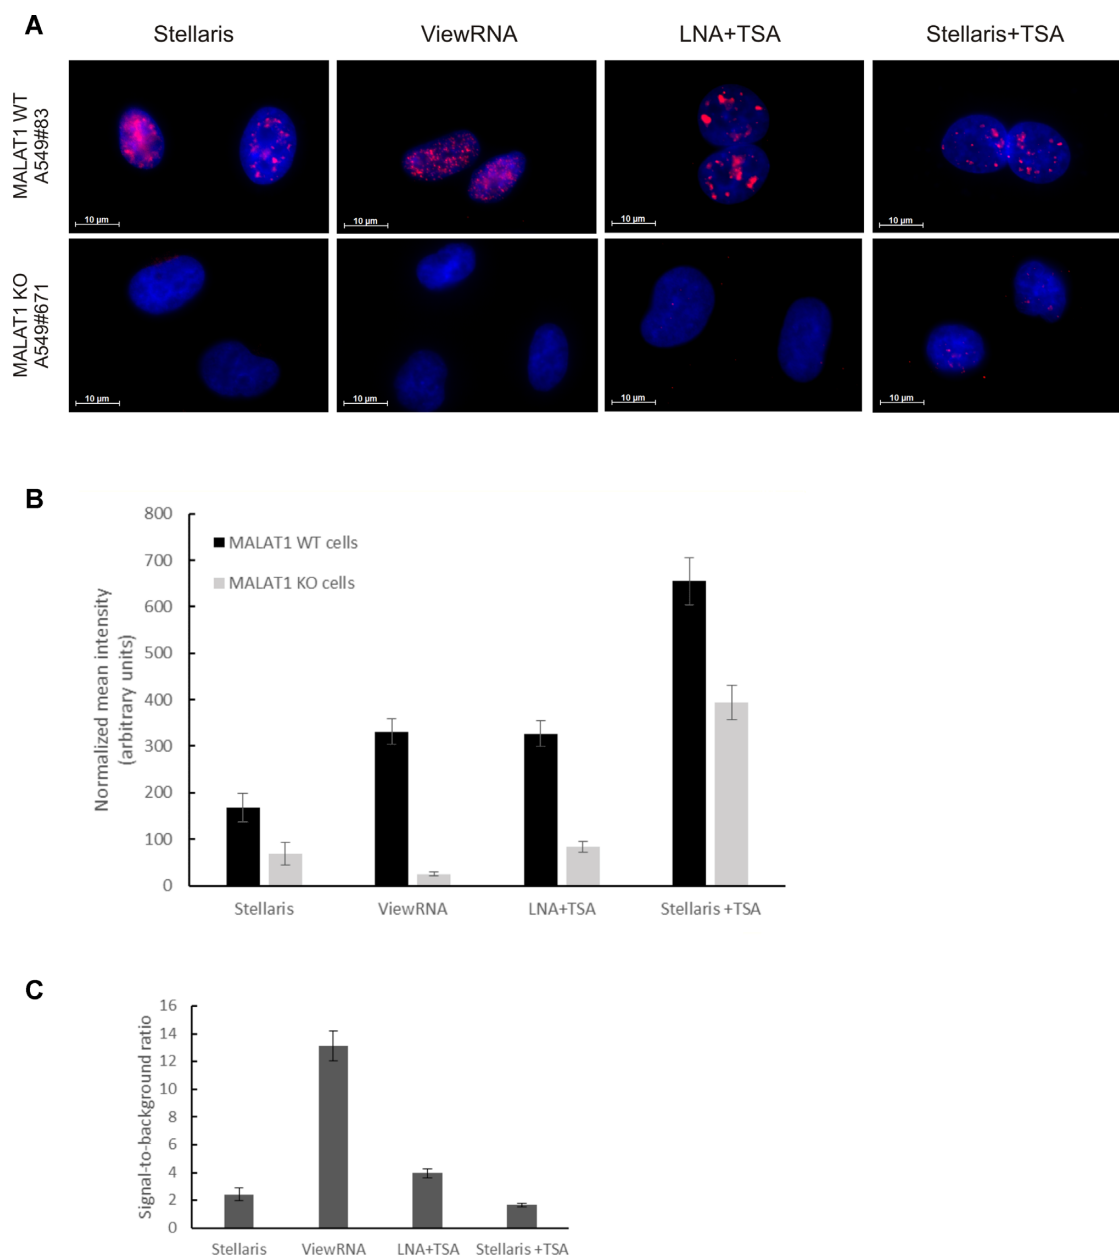 A
Stellaris
ViewRNA
LNA+TSA
Stellaris+TSA
MALAT1 WT
A549#83
10 µm
10 µm
10 µm
10 µm
MALAT1 KO
A549#671
10 µm
10 µm
10 µm
10 µm
B
800
700
600
500
400
300
200
100
0
Normalized mean intensity
(arbitrary units)
MALAT1 WT cells
MALAT1 KO cells
Stellaris
ViewRNA
LNA+TSA
Stellaris +TSA
C
16
14
12
10
8
6
4
2
0
Signal-to-background ratio
Stellaris
ViewRNA
LNA+TSA
Stellaris +TSA